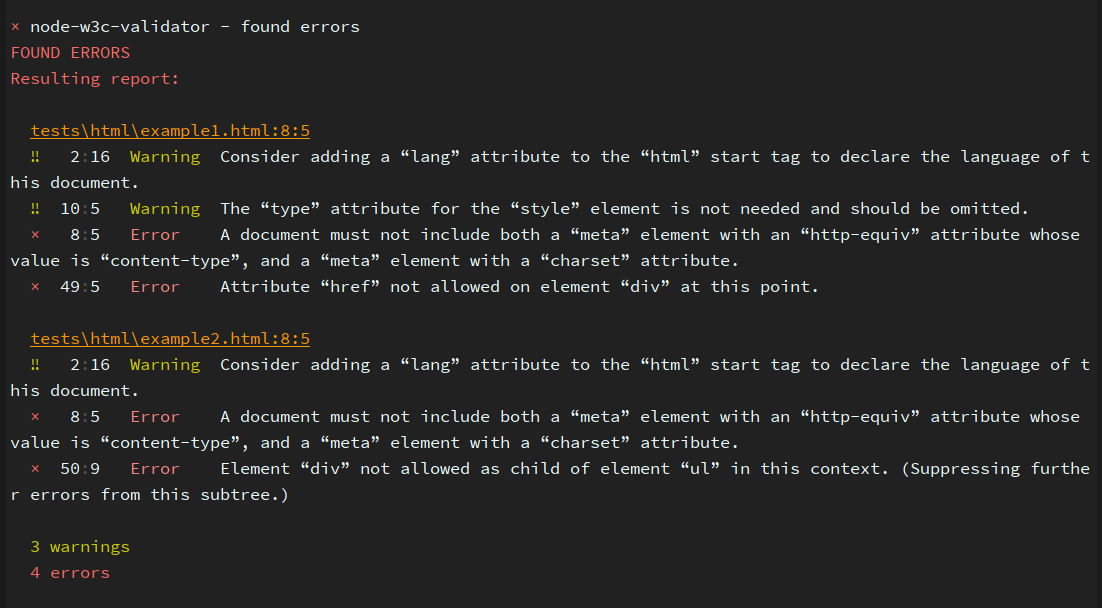 × node-w3c-validator - found errors
FOUND ERRORS
Resulting report:
tests\html\example1.html:8:5
‼ 2:16 Warning Consider adding a “lang” attribute to the “html” start tag to declare the language of t
his document.
‼ 10:5 Warning The “type” attribute for the “style” element is not needed and should be omitted.
× 8:5 Error A document must not include both a “meta” element with an “http-equiv” attribute whose
value is “content-type”, and a “meta” element with a “charset” attribute.
× 49:5 Error Attribute “href” not allowed on element “div” at this point.
tests\html\example2.html:8:5
‼ 2:16 Warning Consider adding a “lang” attribute to the “html” start tag to declare the language of t
his document.
× 8:5 Error A document must not include both a “meta” element with an “http-equiv” attribute whose
value is “content-type”, and a “meta” element with a “charset” attribute.
× 50:9 Error Element “div” not allowed as child of element “ul” in this context. (Suppressing furthe
r errors from this subtree.)
3 warnings
4 errors